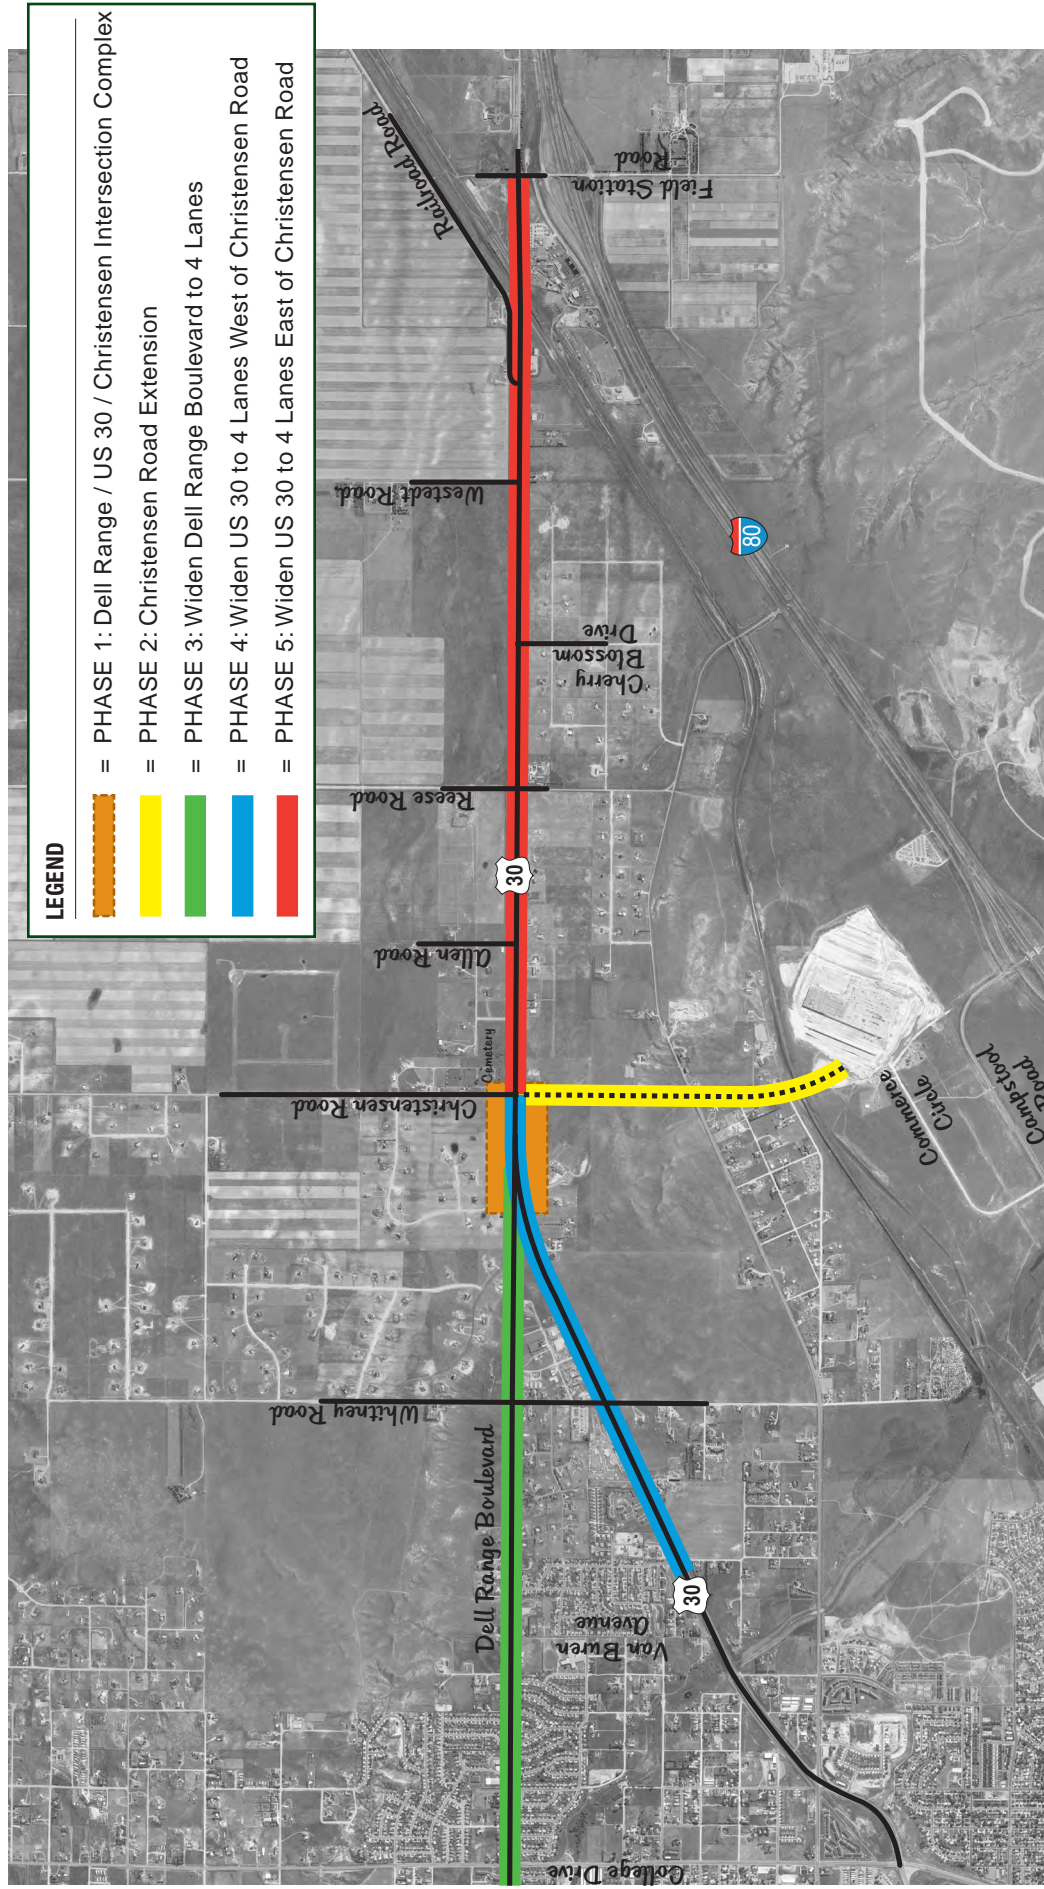 LEGEND
= PHASE 1: Dell Range / US 30 / Christensen Intersection Complex
= PHASE 2: Christensen Road Extension
= PHASE 3: Widen Dell Range Boulevard to 4 Lanes
= PHASE 4: Widen US 30 to 4 Lanes West of Christensen Road
= PHASE 5: Widen US 30 to 4 Lanes East of Christensen Road
College Drive
Dell Range Boulevard
Van Buren
Avenue
30
Whitney Road
Christensen Road
Cemetery
Commerce
Circle
Campstool
Road
Allen Road
30
Reese Road
Cherry
Blossom
Drive
80
Westedt Road
Railroad Road
Field Station
Road